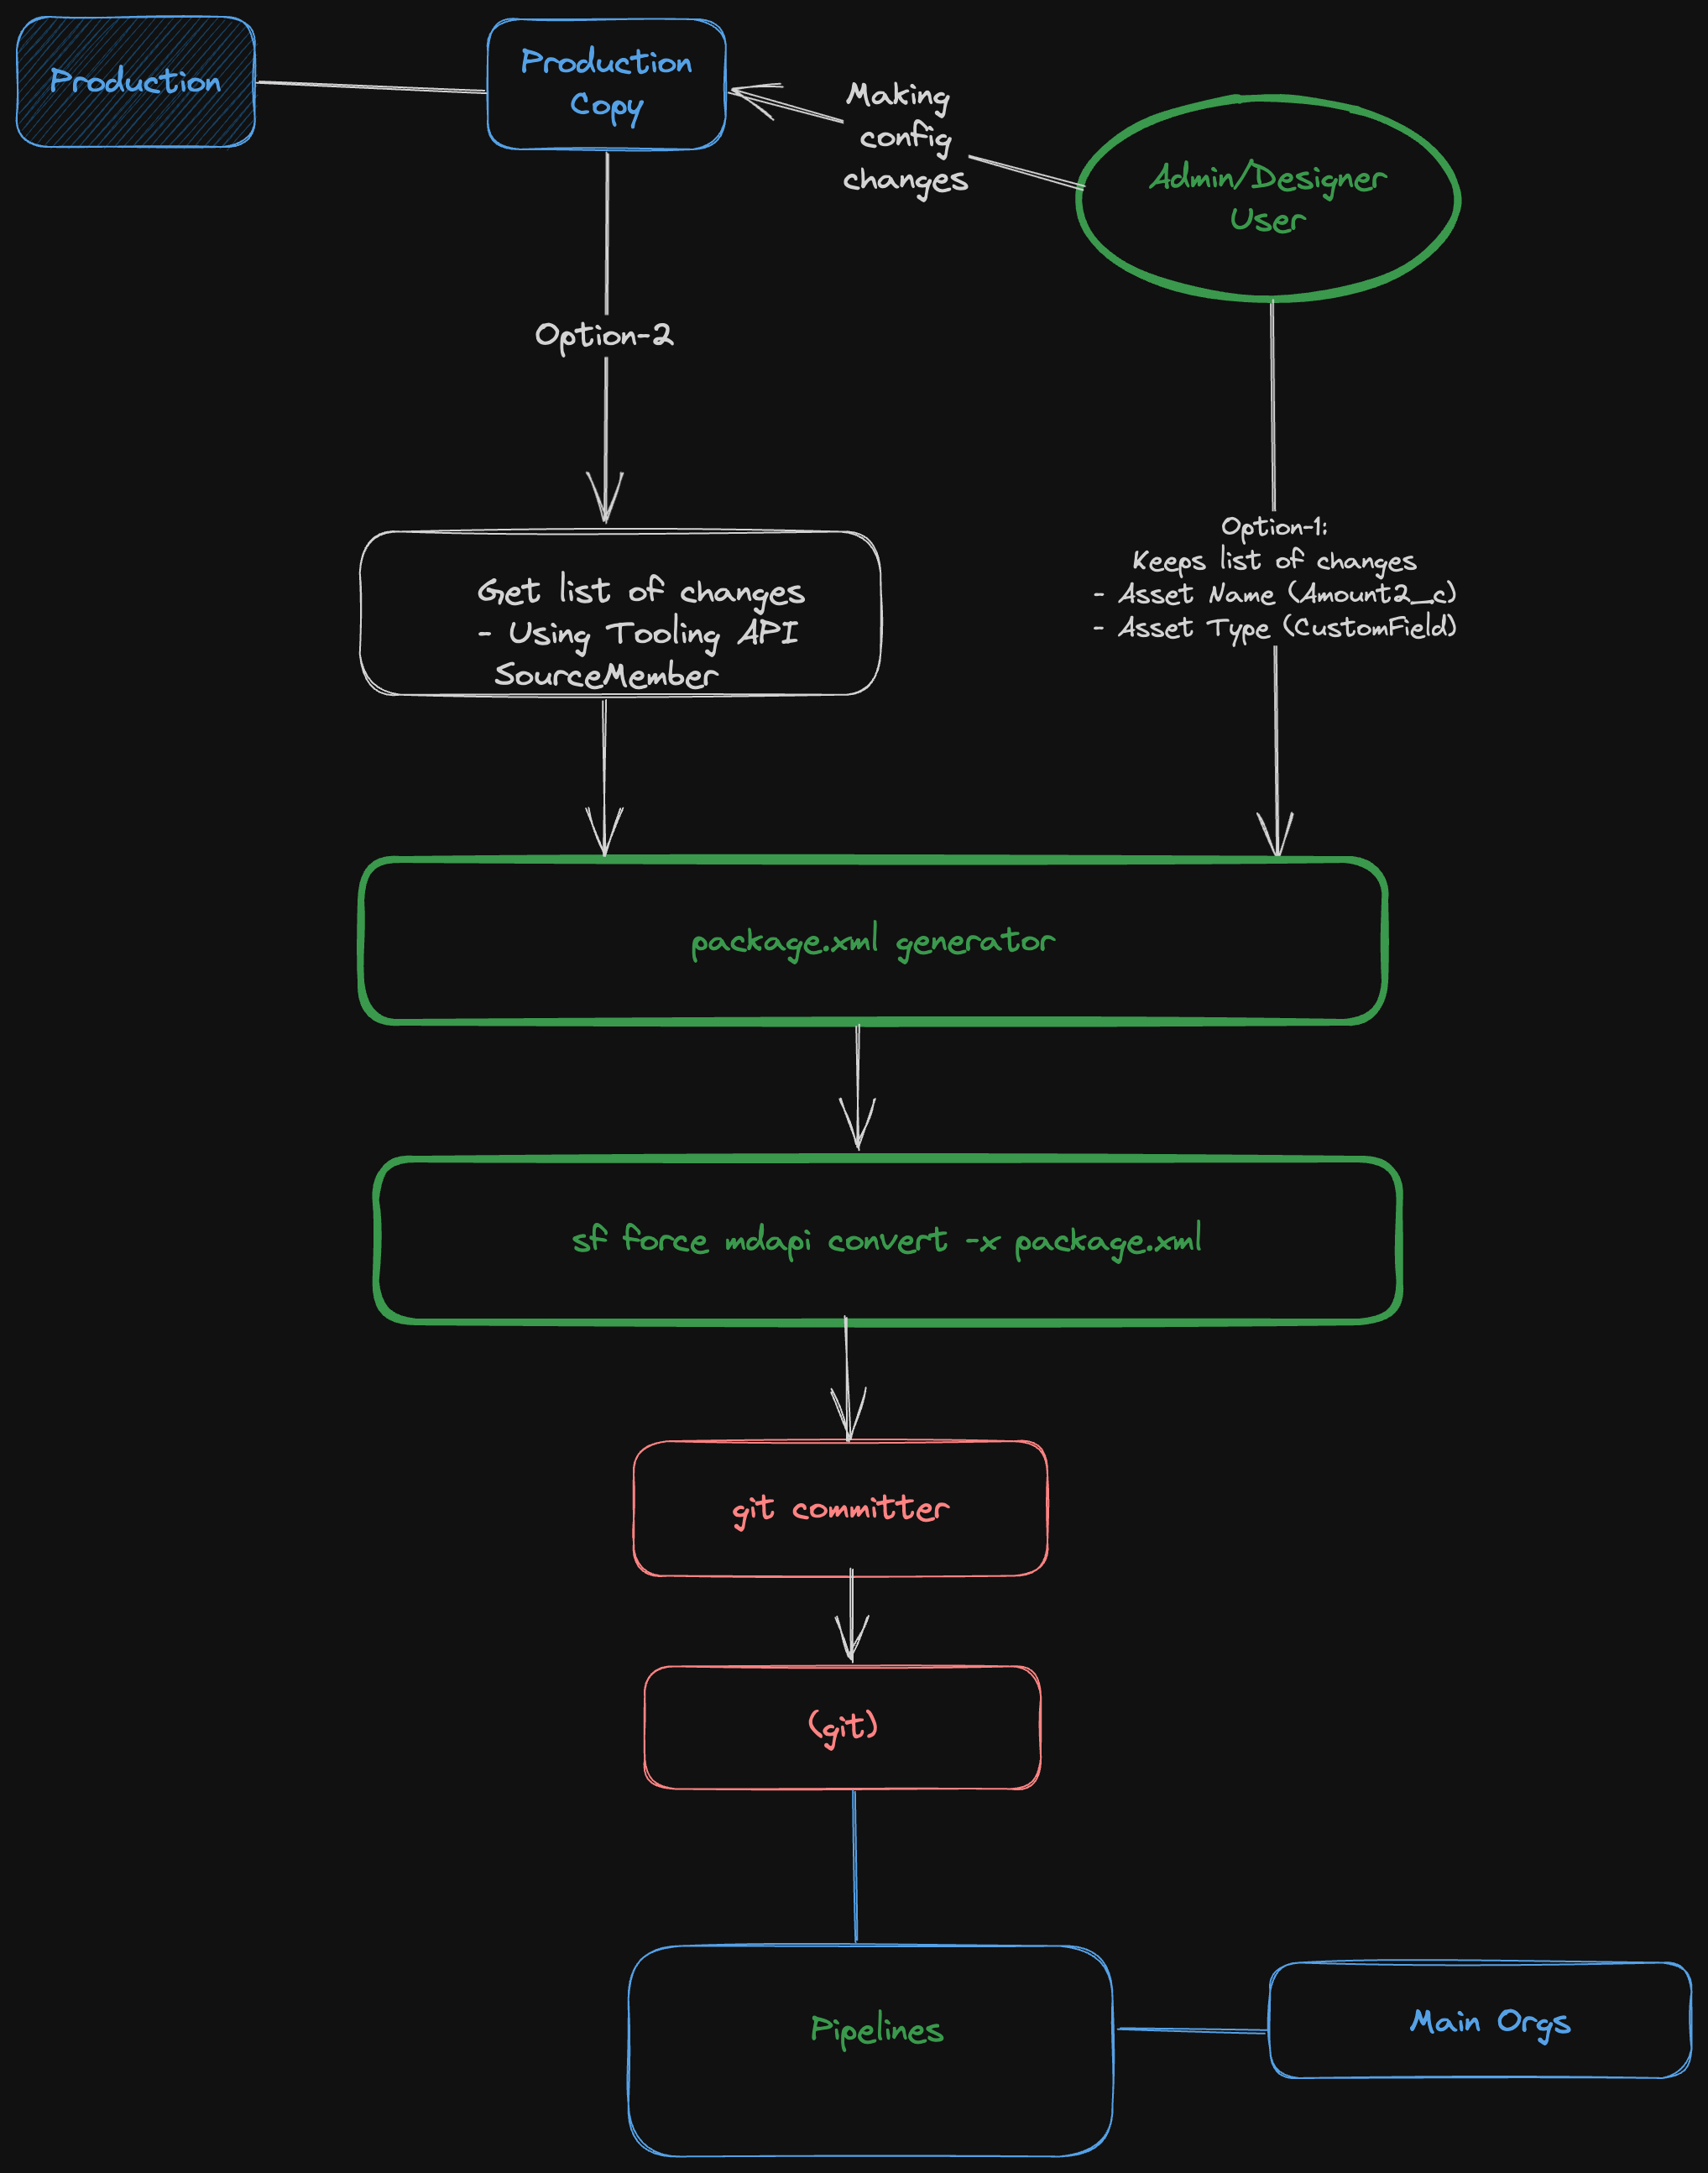 Production
Production
Copy
Making
config
changes
Admin/Designer
User
Option-2
Option-1:
Keeps list of changes
- Asset Name (Amount2__c)
- Asset Type (CustomField)
Get list of changes
- Using Tooling API
SourceMember
package.xml generator
sf force mdapi convert -x package.xml
git committer
(git)
Pipelines
Main Orgs